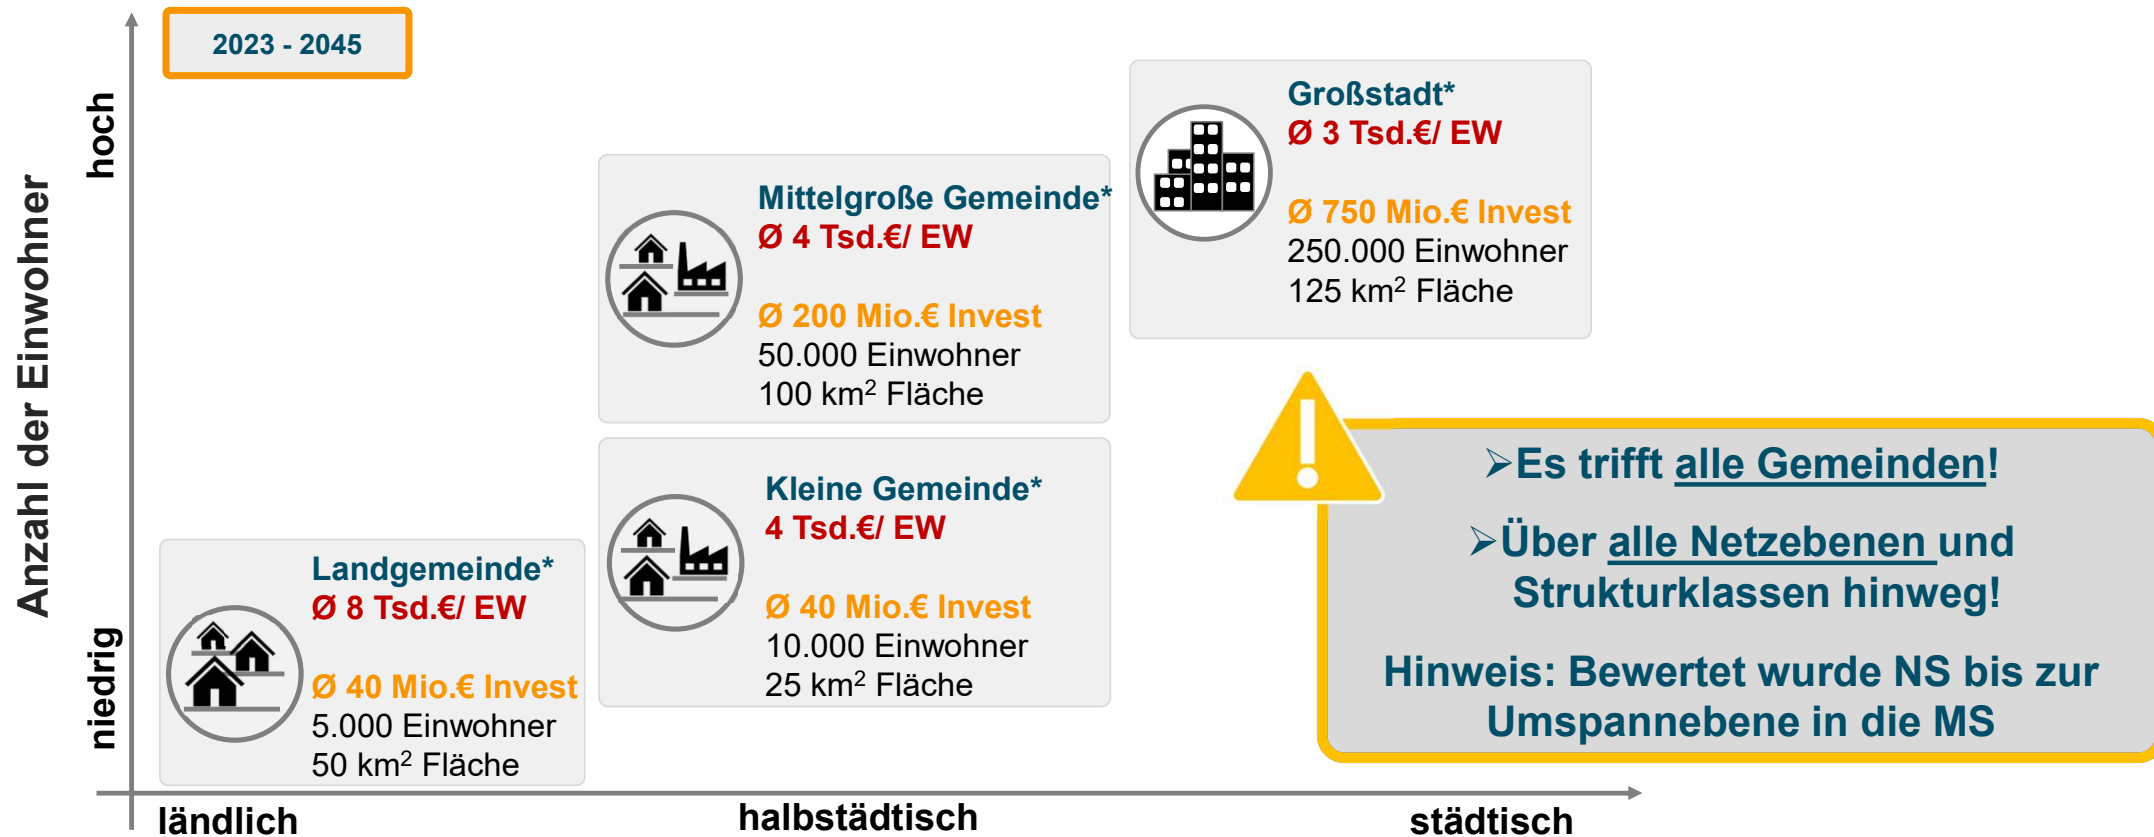 2023 - 2045
Anzahl der Einwohner
hoch
niedrig
Großstadt*
Ø 3 Tsd.€/ EW
Ø 750 Mio.€ Invest
250.000 Einwohner
125 km² Fläche
Mittelgroße Gemeinde*
Ø 4 Tsd.€/ EW
Ø 200 Mio.€ Invest
50.000 Einwohner
100 km² Fläche
Kleine Gemeinde*
4 Tsd.€/ EW
Ø 40 Mio.€ Invest
10.000 Einwohner
25 km² Fläche
Landgemeinde*
Ø 8 Tsd.€/ EW
Ø 40 Mio.€ Invest
5.000 Einwohner
50 km² Fläche
➢Es trifft alle Gemeinden!
➢Über alle Netzebenen und
Strukturklassen hinweg!
Hinweis: Bewertet wurde NS bis zur
Umspannebene in die MS
ländlich
halbstädtisch
städtisch